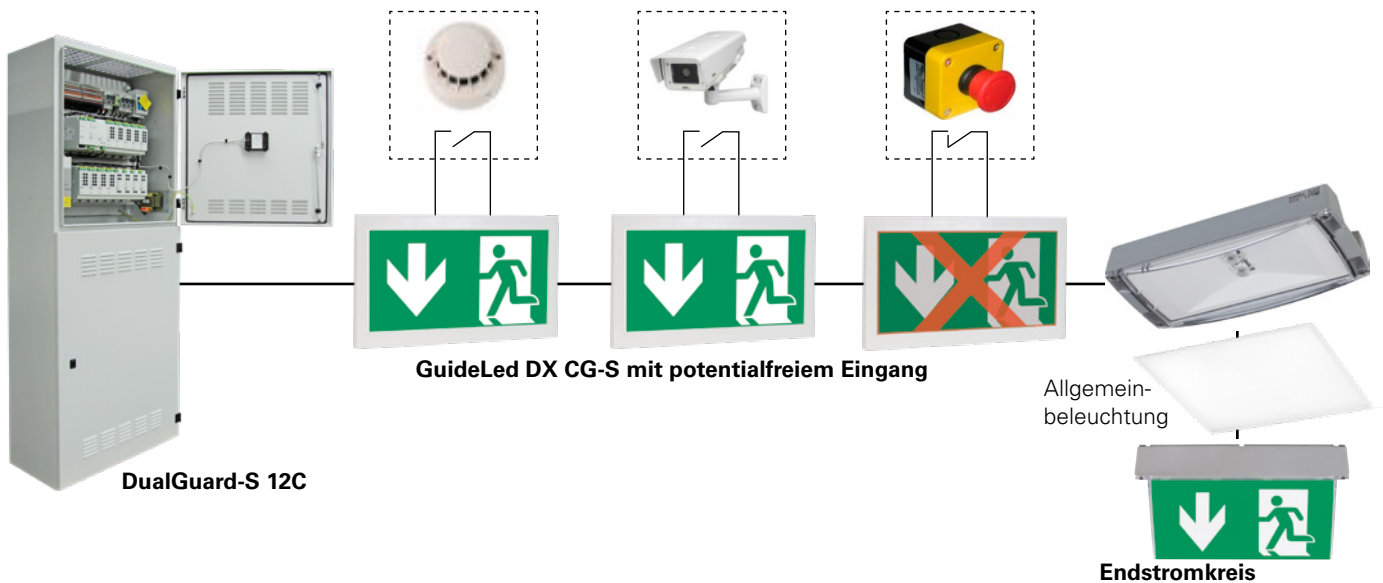 GuideLed DX CG-S mit potentialfreiem Eingang
Allgemein-
beleuchtung
DualGuard-S 12C
Endstromkreis